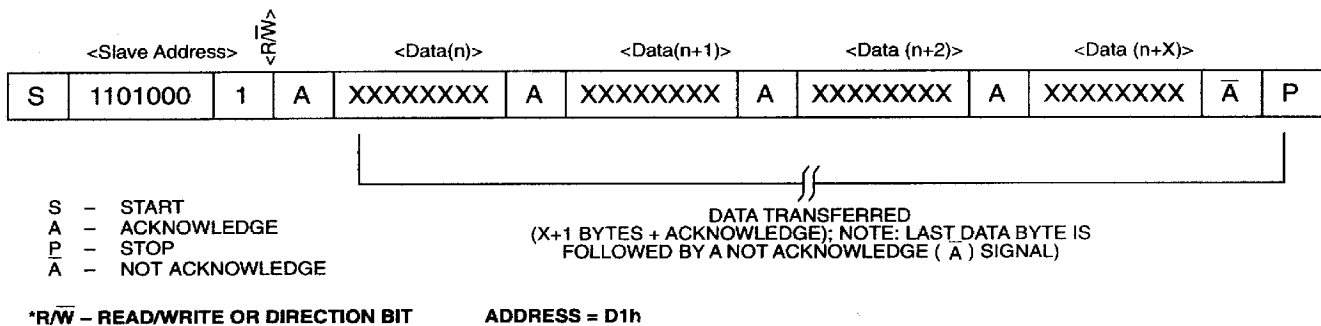 <R/W̅>
<Slave Address> <Data(n)> <Data(n+1)> <Data (n+2)> <Data (n+X)>
S 1101000 1 A XXXXXXXX A XXXXXXXX A XXXXXXXX A XXXXXXXX A̅ P
S – START
A – ACKNOWLEDGE
P – STOP
A̅ – NOT ACKNOWLEDGE
DATA TRANSFERRED
(X+1 BYTES + ACKNOWLEDGE); NOTE: LAST DATA BYTE IS
FOLLOWED BY A NOT ACKNOWLEDGE ( A̅ ) SIGNAL)
*R/W̅ – READ/WRITE OR DIRECTION BIT ADDRESS = D1h